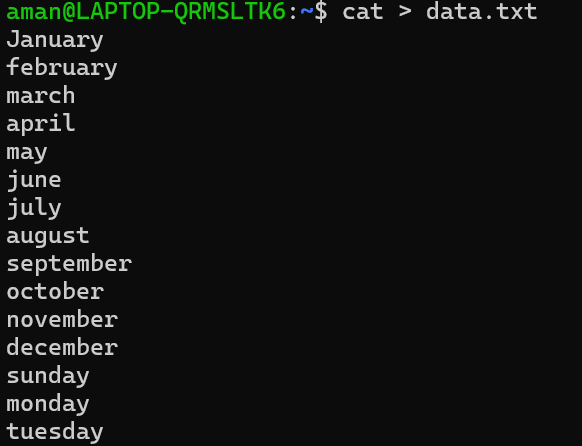 aman@LAPTOP-QRMSLTK6:~$ cat > data.txt
January
february
march
april
may
june
july
august
september
october
november
december
sunday
monday
tuesday